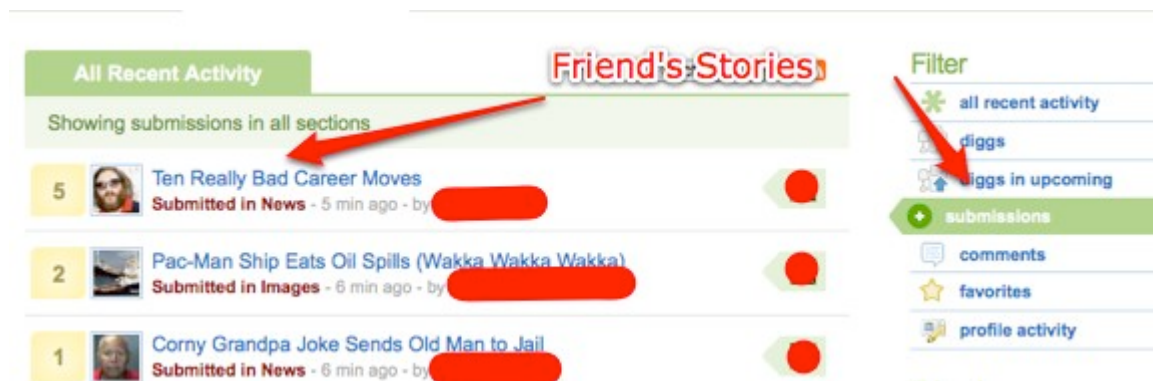 All Recent Activity
Friend's Stories
Showing submissions in all sections
5
Ten Really Bad Career Moves
Submitted in News - 5 min ago - by
2
Pac-Man Ship Eats Oil Spills (Wakka Wakka Wakka)
Submitted in Images - 6 min ago - by
1
Corny Grandpa Joke Sends Old Man to Jail
Submitted in News - 6 min ago - by
Filter
all recent activity
diggs
diggs in upcoming
submissions
comments
favorites
profile activity